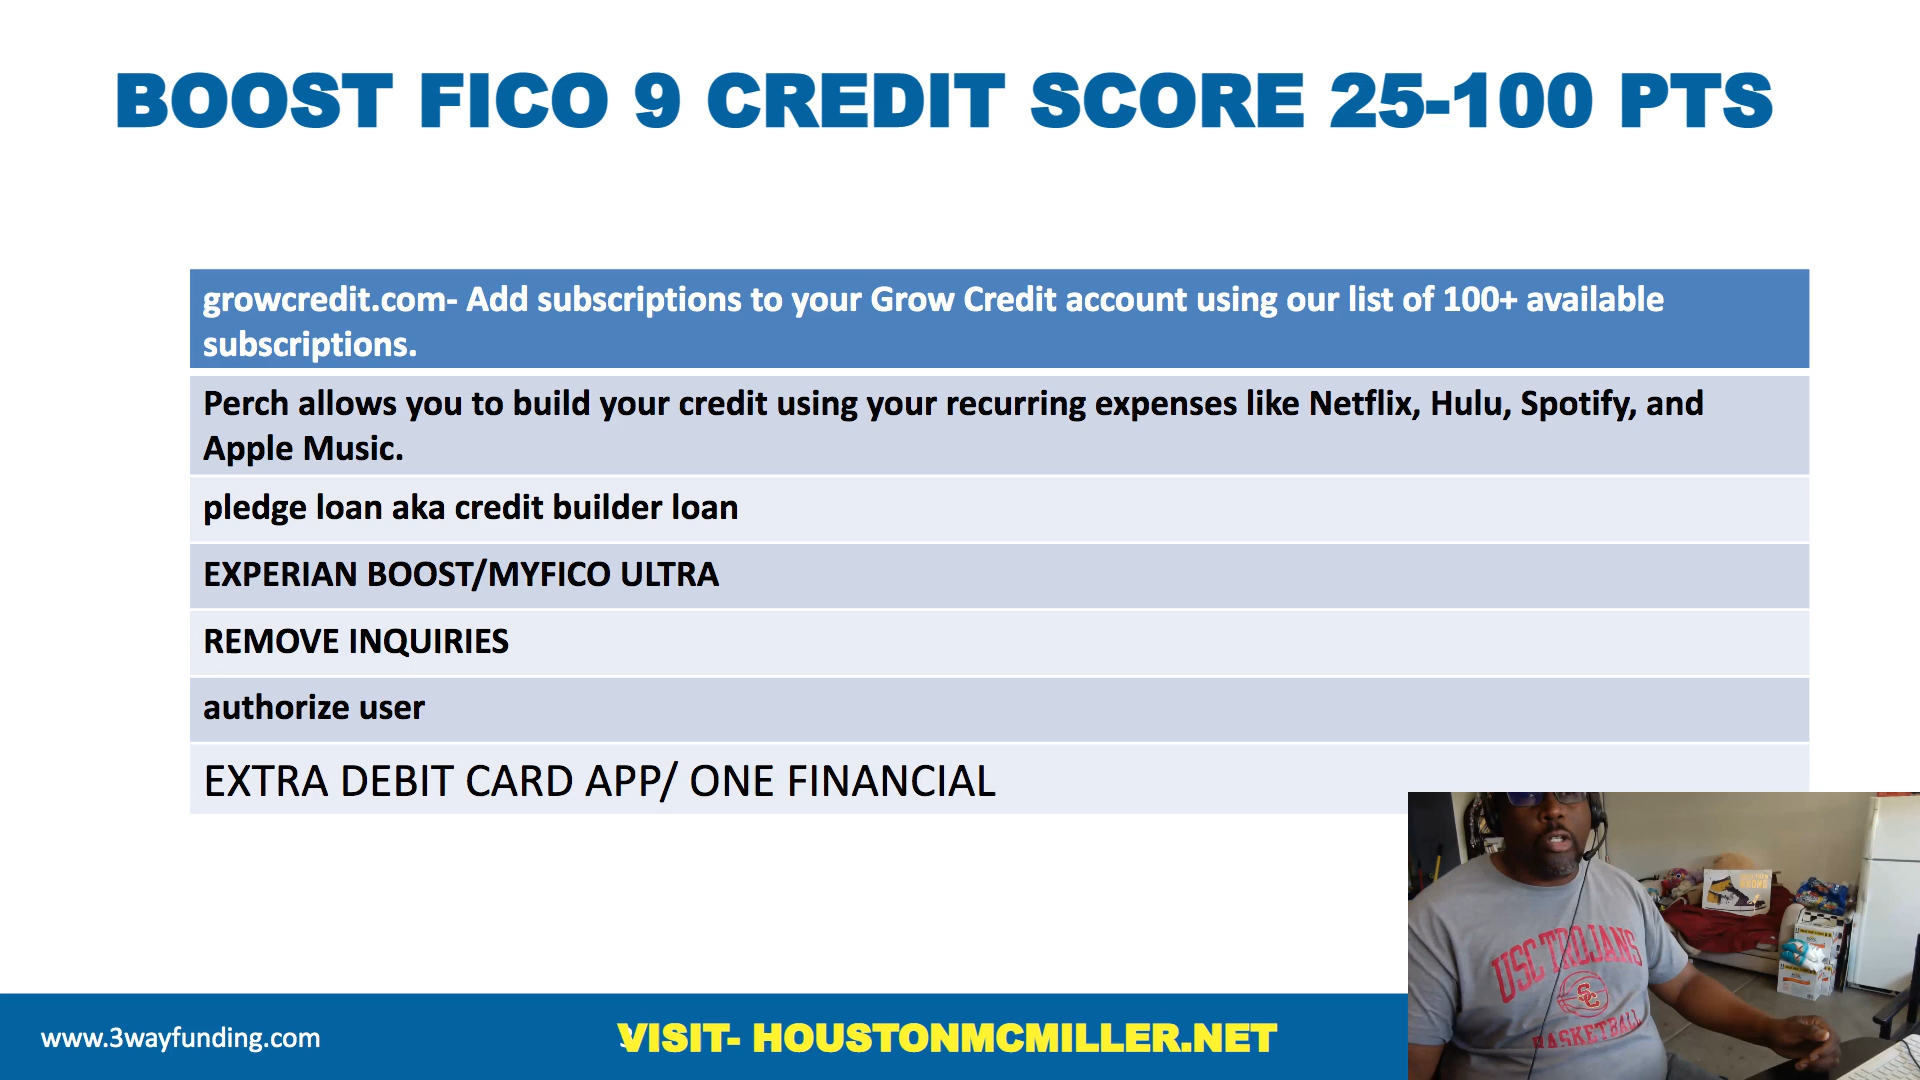 BOOST FICO 9 CREDIT SCORE 25-100 PTS
growcredit.com- Add subscriptions to your Grow Credit account using our list of 100+ available
subscriptions.
Perch allows you to build your credit using your recurring expenses like Netflix, Hulu, Spotify, and
Apple Music.
pledge loan aka credit builder loan
EXPERIAN BOOST/MYFICO ULTRA
REMOVE INQUIRIES
authorize user
EXTRA DEBIT CARD APP/ ONE FINANCIAL
USC TROJANS
SC
BASKETBALL
www.3wayfunding.com
VISIT- HOUSTONMCMILLER.NET